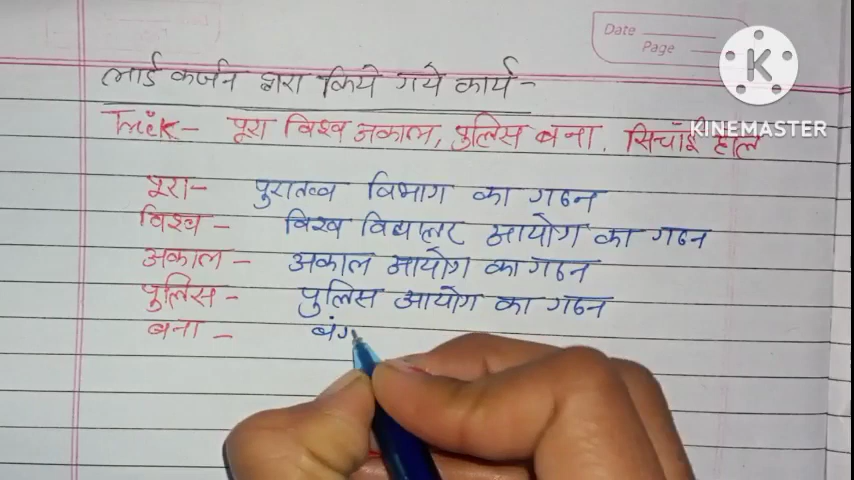 Date
Page
K
KINEMASTER
लार्ड कर्जन द्वारा किये गये कार्य -
Trick - पूरा विश्व अकाल, पुलिस बना. सिचाँई हाल
पूरा - पुरातत्व विभाग का गठन
विश्व - विश्व विद्यालय आयोग का गठन
अकाल - अकाल आयोग का गठन
पुलिस - पुलिस आयोग का गठन
बना - बंग